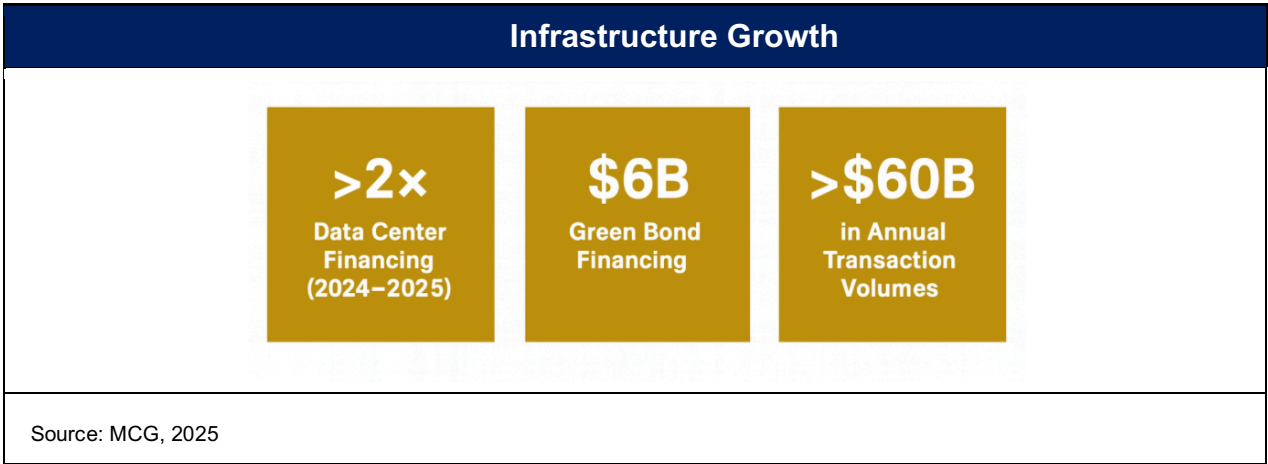 Infrastructure Growth
>2×
Data Center
Financing
(2024–2025)
$6B
Green Bond
Financing
>$60B
in Annual
Transaction
Volumes
Source: MCG, 2025